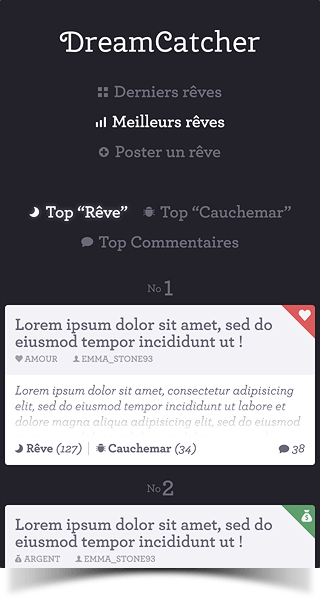 DreamCatcher
Derniers rêves
Meilleurs rêves
Poster un rêve
Top “Rêve” Top “Cauchemar”
Top Commentaires
No 1
Lorem ipsum dolor sit amet, sed do
eiusmod tempor incididunt ut !
AMOUR EMMA_STONE93
Lorem ipsum dolor sit amet, consectetur adipisicing
elit, sed do eiusmod tempor incididunt ut labore et
dolore magna aliqua adipisicing elit, sed do eiusmod
Rêve (127) Cauchemar (34) 38
No 2
Lorem ipsum dolor sit amet, sed do
eiusmod tempor incididunt ut !
ARGENT EMMA_STONE93